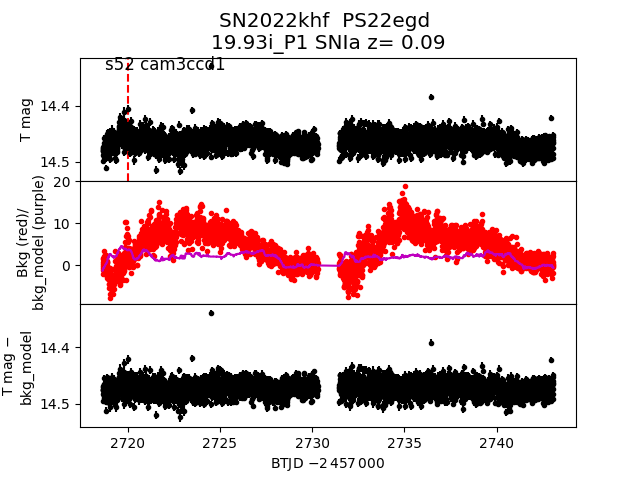 SN2022khf  PS22egd
19.93i_P1 SNIa z= 0.09
s52 cam3ccd1
T mag
14.4
14.5
Bkg (red)/
bkg_model (purple)
20
10
0
T mag −
bkg_model
14.4
14.5
2720
2725
2730
2735
2740
BTJD −2 457 000